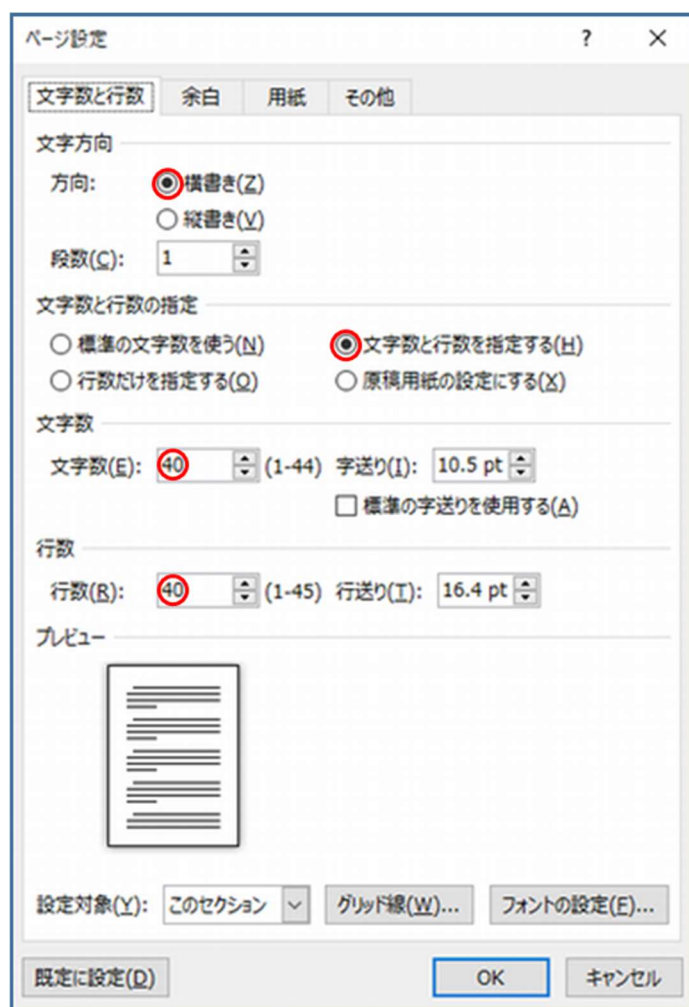 ページ設定 ? ×
文字数と行数 余白 用紙 その他
文字方向
方向: 横書き(Z)
縦書き(V)
段数(C): 1
文字数と行数の指定
標準の文字数を使う(N) 文字数と行数を指定する(H)
行数だけを指定する(O) 原稿用紙の設定にする(X)
文字数
文字数(E): 40 (1-44) 字送り(I): 10.5 pt
標準の字送りを使用する(A)
行数
行数(R): 40 (1-45) 行送り(T): 16.4 pt
プレビュー
設定対象(Y): このセクション グリッド線(W)... フォントの設定(F)...
既定に設定(D) OK キャンセル